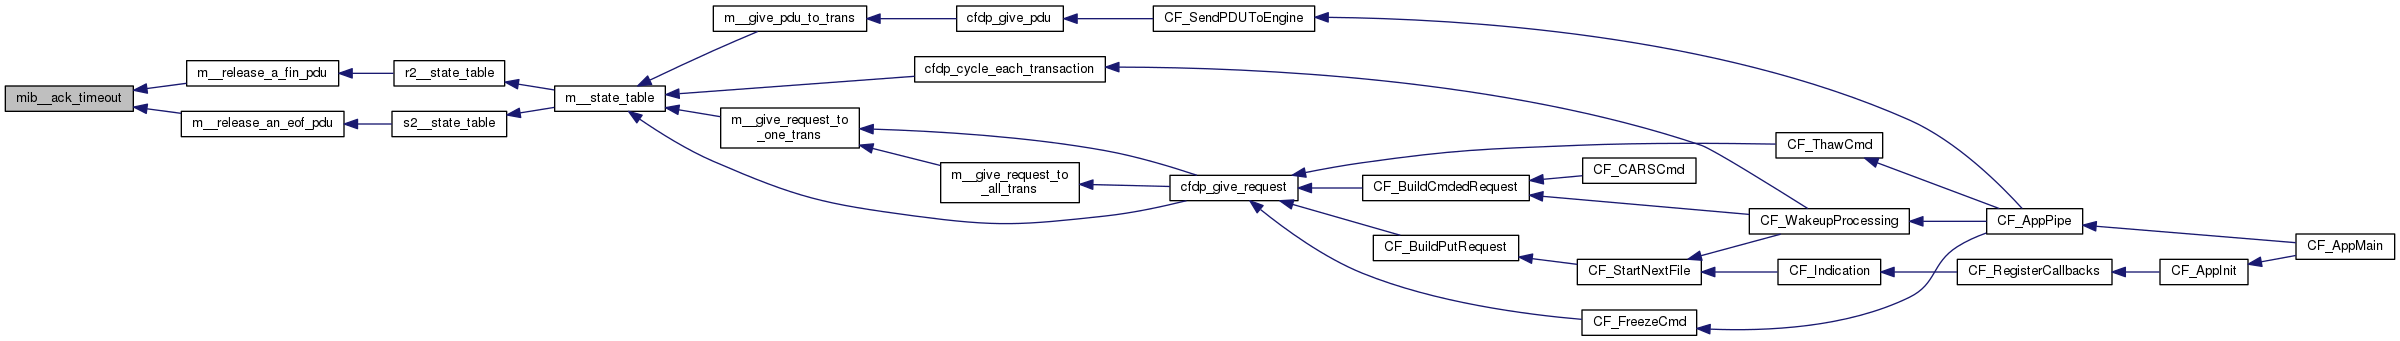 mib__ack_timeout
m__release_a_fin_pdu
m__release_an_eof_pdu
r2__state_table
s2__state_table
m__state_table
m__give_pdu_to_trans
cfdp_cycle_each_transaction
m__give_request_to
_one_trans
m__give_request_to
_all_trans
cfdp_give_pdu
CF_SendPDUToEngine
cfdp_give_request
CF_ThawCmd
CF_BuildCmdedRequest
CF_CARSCmd
CF_BuildPutRequest
CF_StartNextFile
CF_FreezeCmd
CF_WakeupProcessing
CF_Indication
CF_RegisterCallbacks
CF_AppPipe
CF_AppInit
CF_AppMain